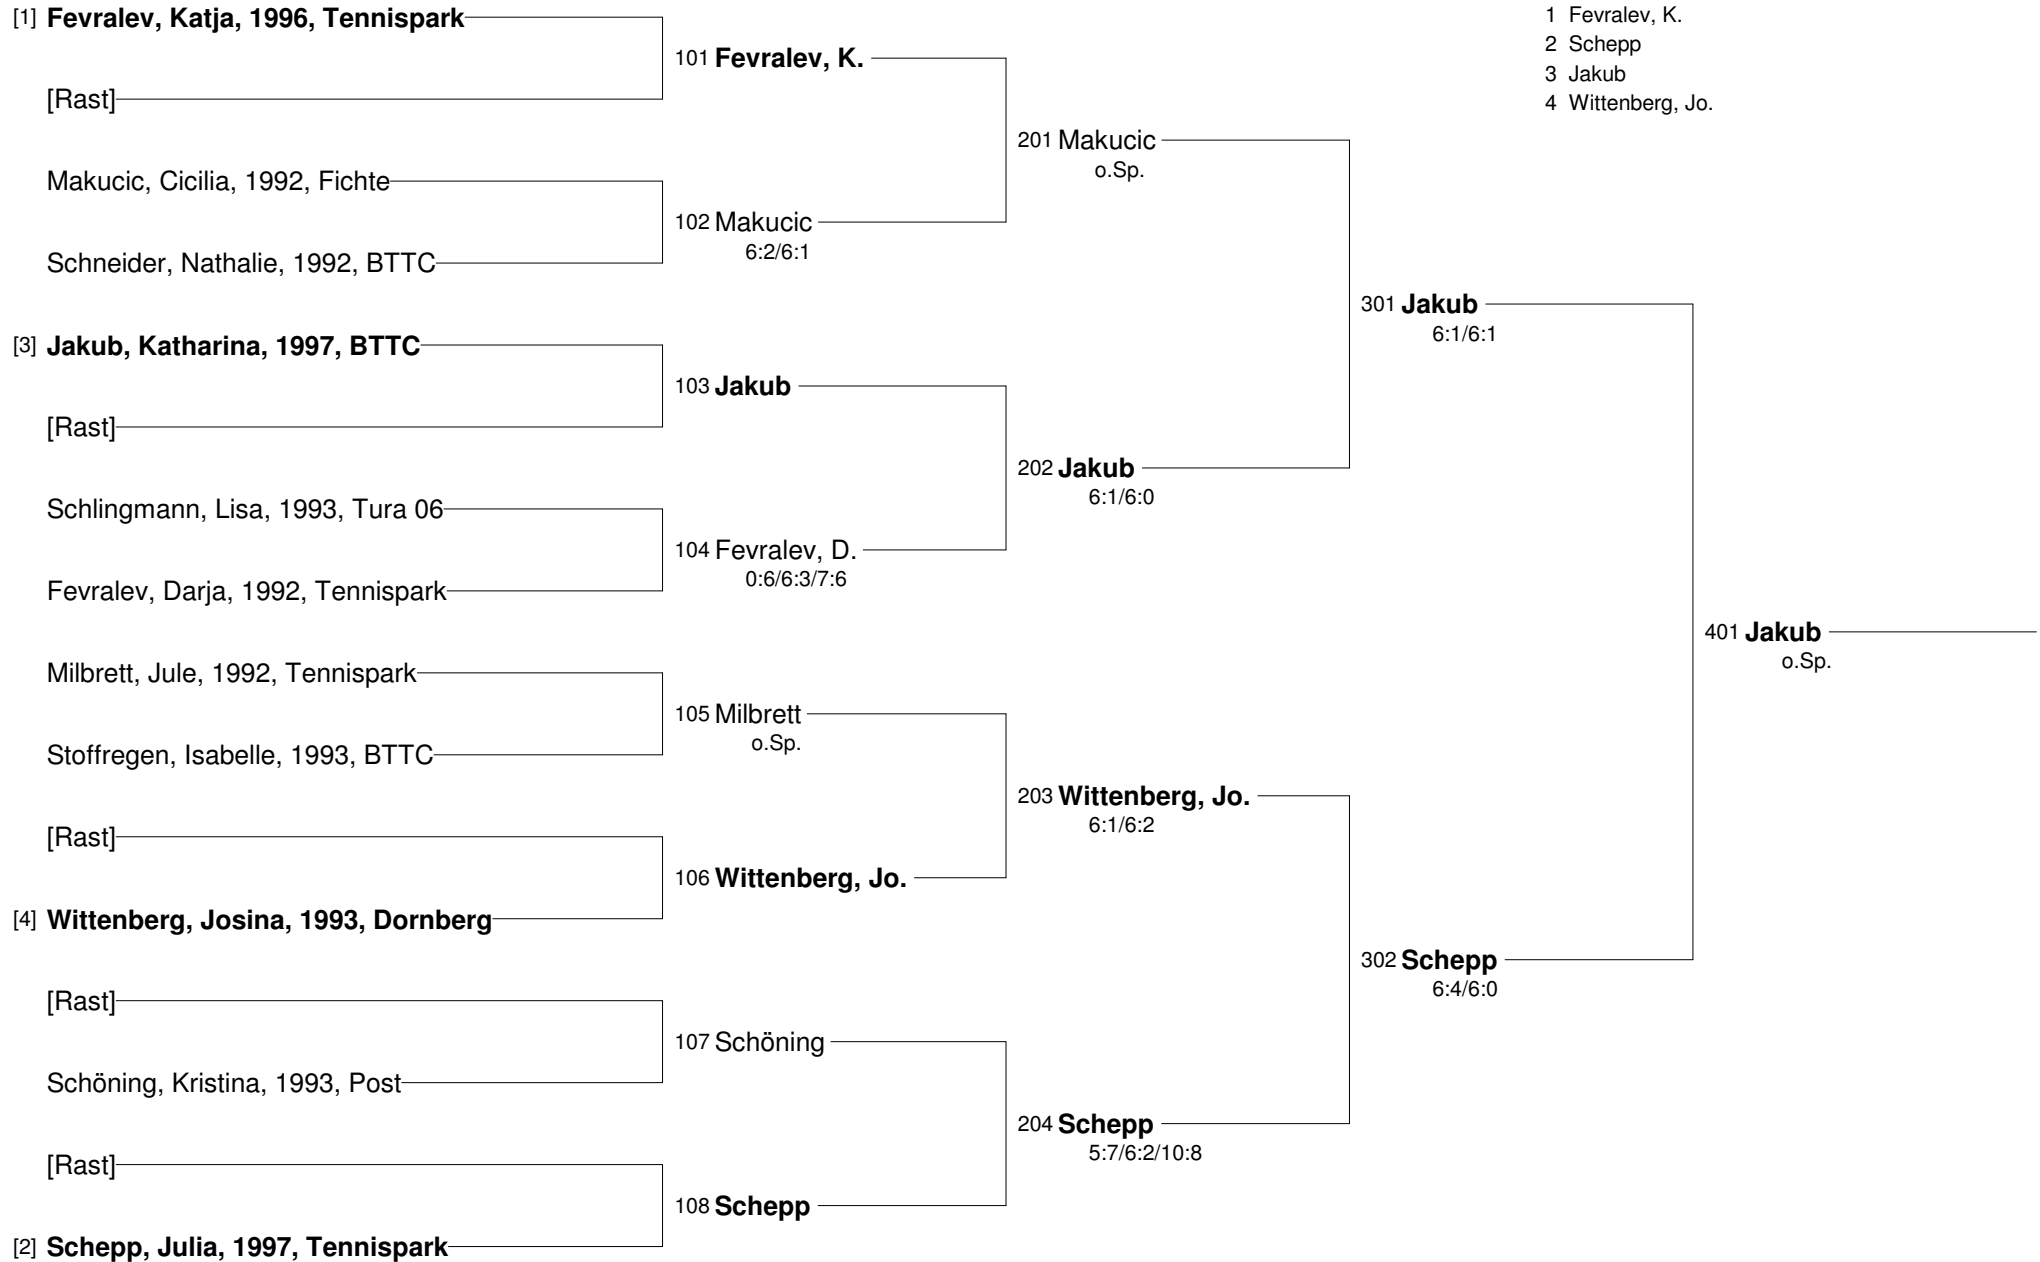 [1] Fevralev, Katja, 1996, Tennispark
[Rast]
Makucic, Cicilia, 1992, Fichte
Schneider, Nathalie, 1992, BTTC
[3] Jakub, Katharina, 1997, BTTC
[Rast]
Schlingmann, Lisa, 1993, Tura 06
Fevralev, Darja, 1992, Tennispark
Milbrett, Jule, 1992, Tennispark
Stoffregen, Isabelle, 1993, BTTC
[Rast]
[4] Wittenberg, Josina, 1993, Dornberg
[Rast]
Schöning, Kristina, 1993, Post
[Rast]
[2] Schepp, Julia, 1997, Tennispark
101 Fevralev, K.
102 Makucic
6:2/6:1
103 Jakub
104 Fevralev, D.
0:6/6:3/7:6
105 Milbrett
o.Sp.
106 Wittenberg, Jo.
107 Schöning
108 Schepp
201 Makucic
o.Sp.
202 Jakub
6:1/6:0
203 Wittenberg, Jo.
6:1/6:2
204 Schepp
5:7/6:2/10:8
301 Jakub
6:1/6:1
302 Schepp
6:4/6:0
401 Jakub
o.Sp.
1 Fevralev, K.
2 Schepp
3 Jakub
4 Wittenberg, Jo.